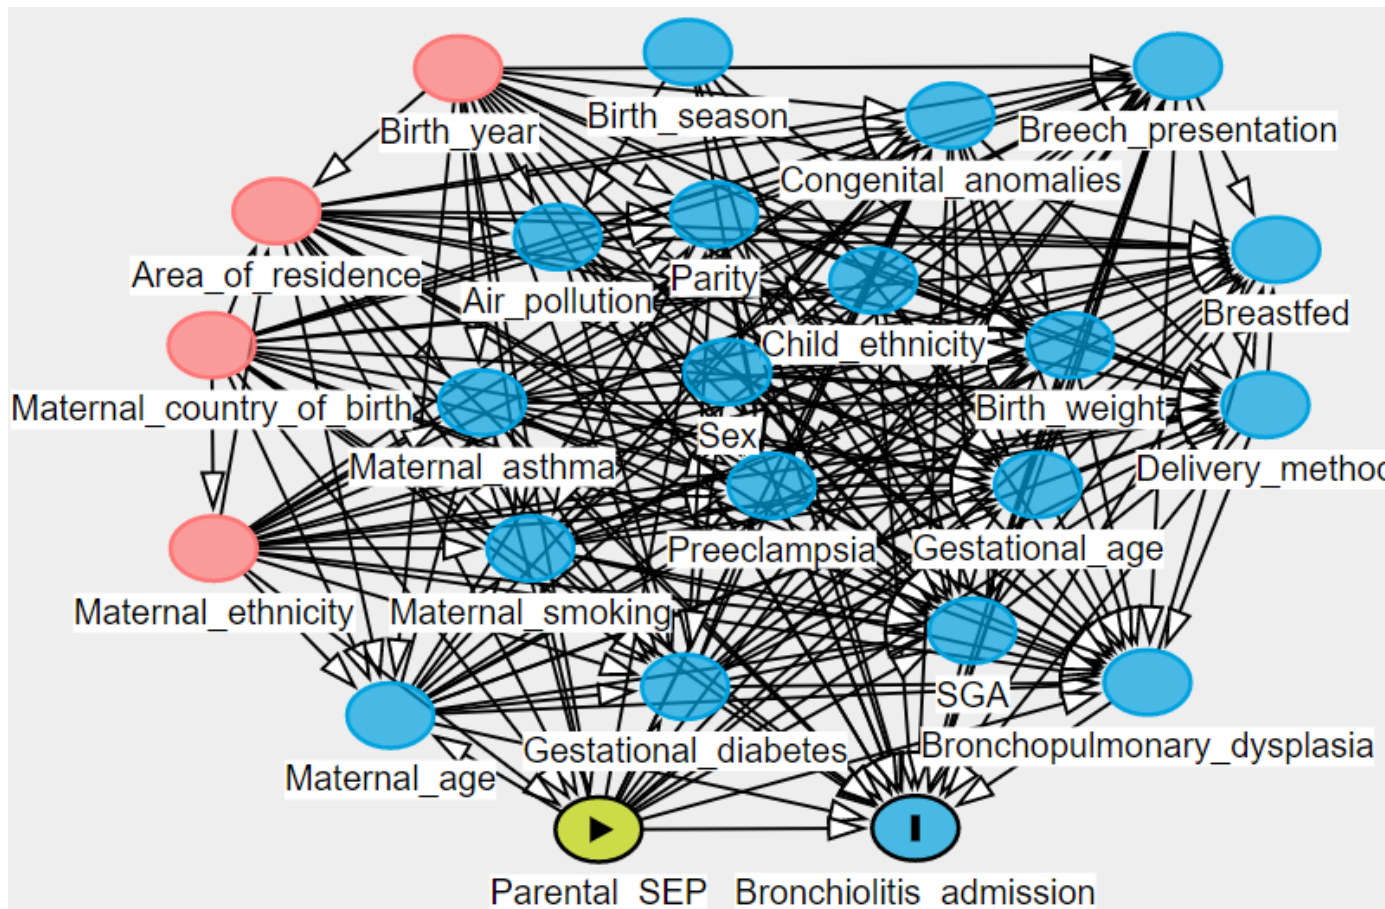 Birth_year
Birth_season
Breech_presentation
Congenital_anomalies
Area_of_residence
Air_pollution
Parity
Breastfed
Child_ethnicity
Maternal_country_of_birth
Birth_weight
Sex
Maternal_asthma
Delivery_method
Preeclampsia
Gestational_age
Maternal_ethnicity
Maternal_smoking
SGA
Gestational_diabetes
Bronchopulmonary_dysplasia
Maternal_age
Parental_SEP
Bronchiolitis_admission